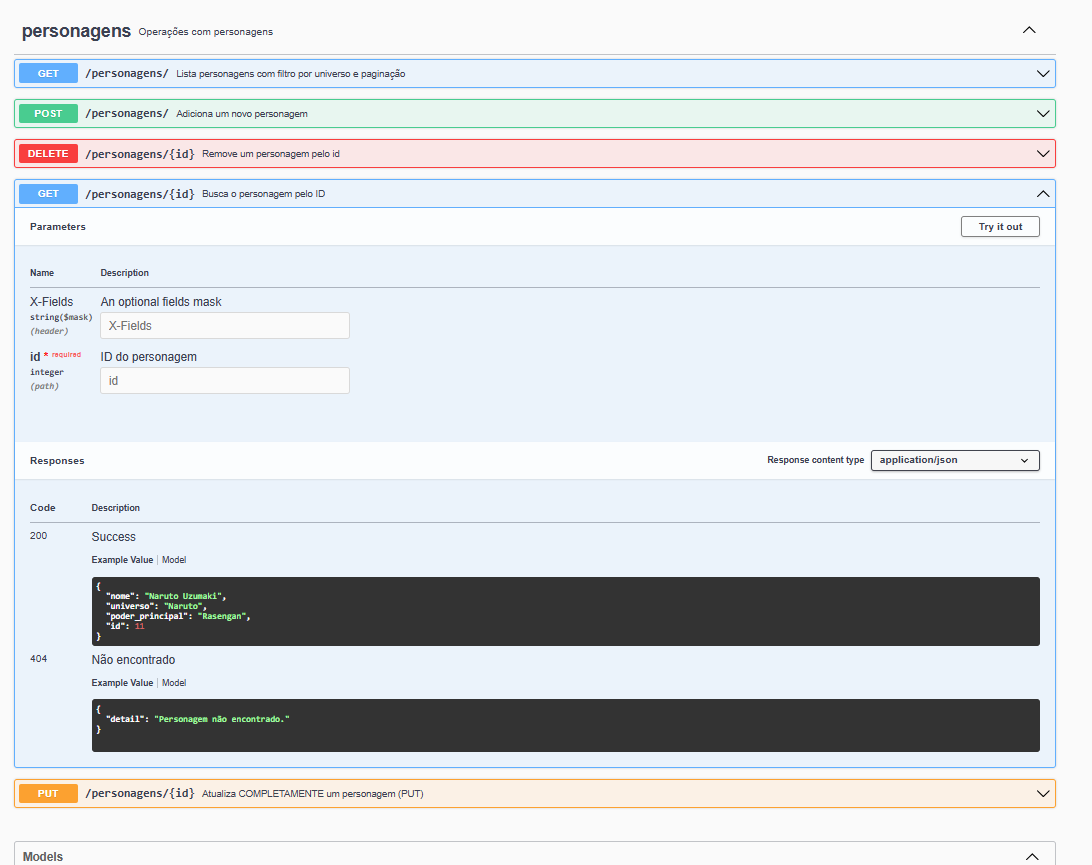 personagens Operações com personagens
GET /personagens/ Lista personagens com filtro por universo e paginação
POST /personagens/ Adiciona um novo personagem
DELETE /personagens/{id} Remove um personagem pelo id
GET /personagens/{id} Busca o personagem pelo ID
Parameters Try it out
Name Description
X-Fields An optional fields mask
string($mask)
(header) X-Fields
id * required ID do personagem
integer
(path) id
Responses Response content type application/json
Code Description
200 Success
Example Value | Model
{
"nome": "Naruto Uzumaki",
"universo": "Naruto",
"poder_principal": "Rasengan",
"id": 11
}
404 Não encontrado
Example Value | Model
{
"detail": "Personagem não encontrado."
}
PUT /personagens/{id} Atualiza COMPLETAMENTE um personagem (PUT)
Models